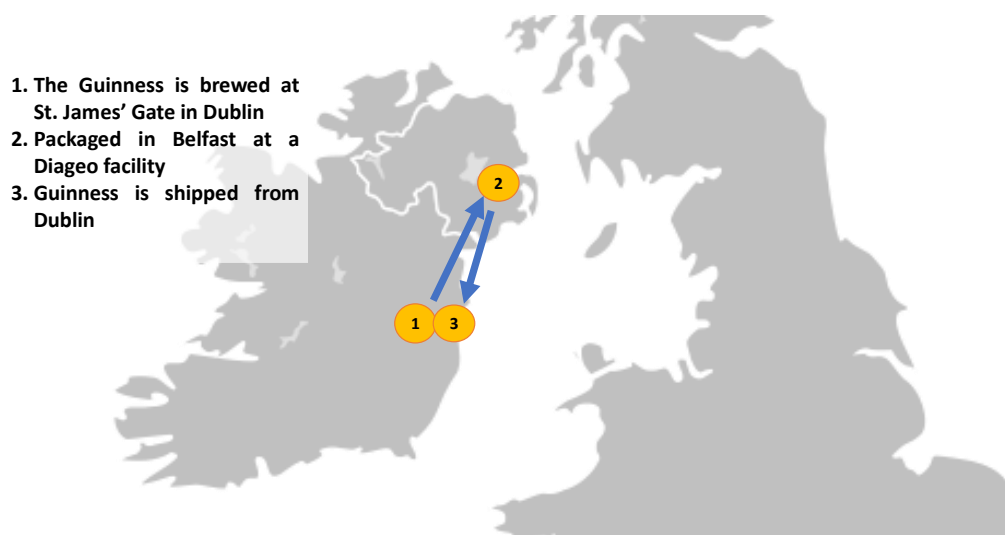 1. The Guinness is brewed at
St. James’ Gate in Dublin
2. Packaged in Belfast at a
Diageo facility
3. Guinness is shipped from
Dublin
2
1
3